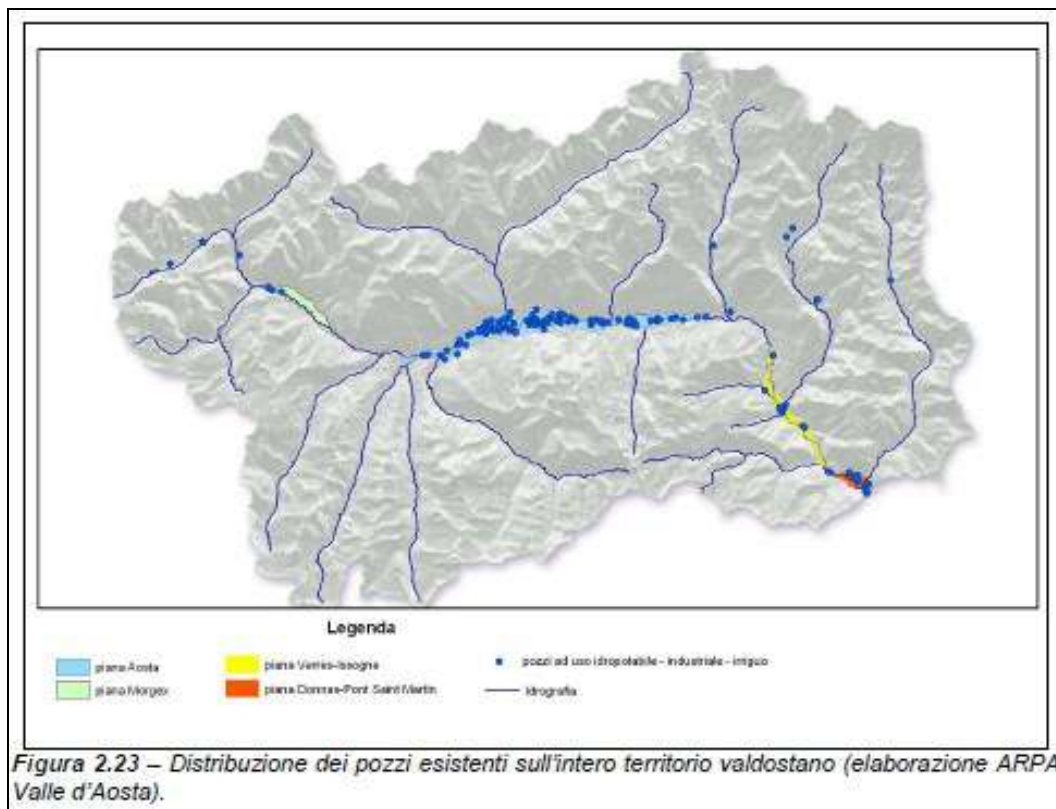 Legenda
piana Aosta
piana Morgex
piana Verres-Issogne
piana Donnas-Pont Saint Martin
pozzi ad uso idropotabile - industriale - irriguo
Idrografia
Figura 2.23 – Distribuzione dei pozzi esistenti sull'intero territorio valdostano (elaborazione ARPA
Valle d'Aosta).